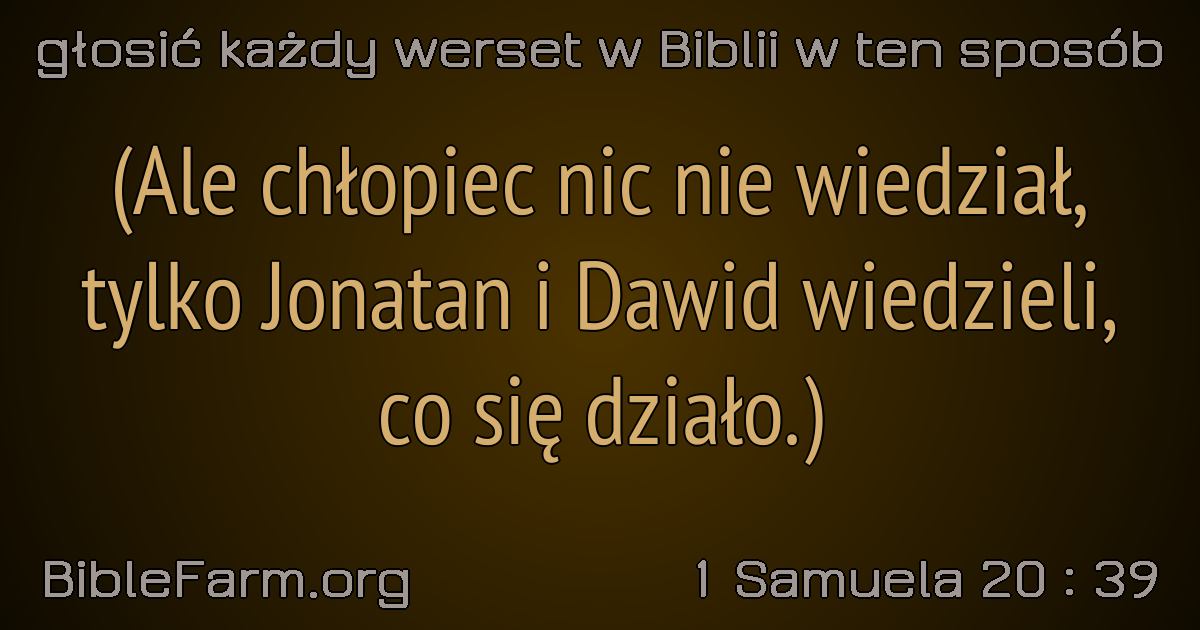 głosić każdy werset w Biblii w ten sposób
(Ale chłopiec nic nie wiedział,
tylko Jonatan i Dawid wiedzieli,
co się działo.)
BibleFarm.org
1 Samuela 20 : 39